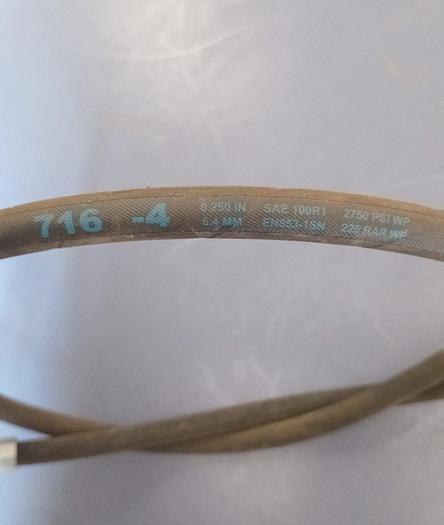 716 -4
0.250 IN SAE 100R1 2750 PSI WP
6.4 MM EN853-1SN 225 BAR WP